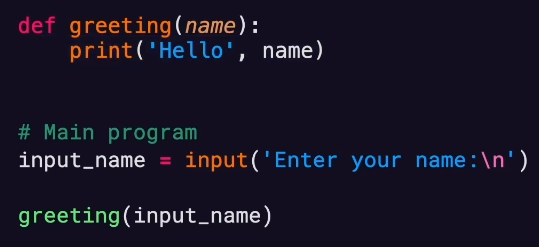 def greeting(name):
    print('Hello', name)
# Main program
input_name = input('Enter your name:\n')
greeting(input_name)